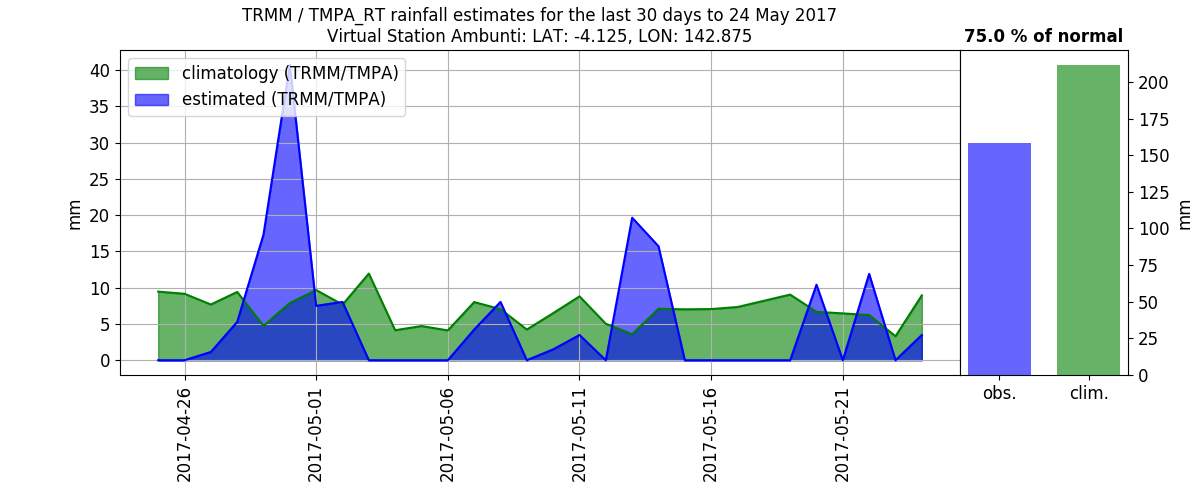 TRMM / TMPA_RT rainfall estimates for the last 30 days to 24 May 2017
Virtual Station Ambunti: LAT: -4.125, LON: 142.875
75.0 % of normal
climatology (TRMM/TMPA)
estimated (TRMM/TMPA)
40
35
30
25
20
15
10
5
0
mm
2017-04-26
2017-05-01
2017-05-06
2017-05-11
2017-05-16
2017-05-21
200
175
150
125
100
75
50
25
0
mm
obs.
clim.